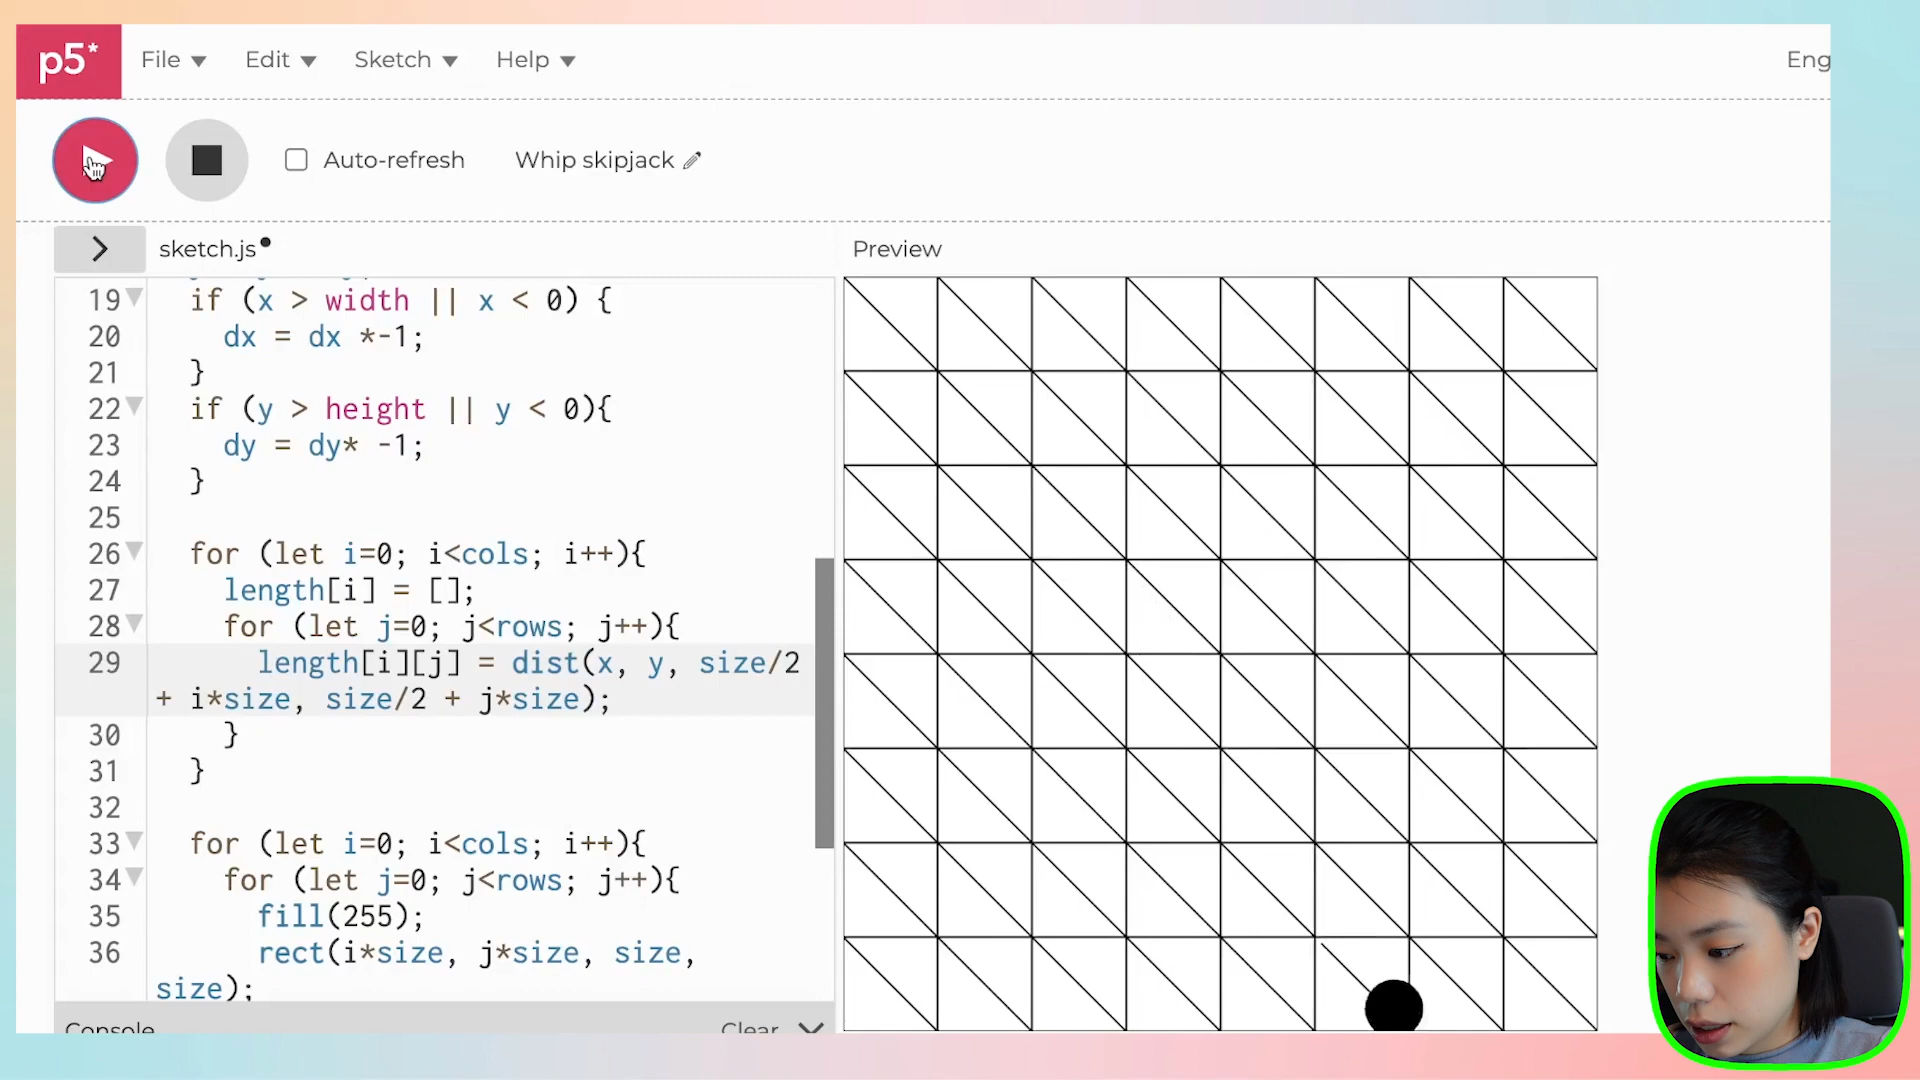 p5* File Edit Sketch Help Eng
Auto-refresh Whip skipjack
sketch.js Preview
19 if (x > width || x < 0) {
20 dx = dx *-1;
21 }
22 if (y > height || y < 0){
23 dy = dy* -1;
24 }
25
26 for (let i=0; i<cols; i++){
27 length[i] = [];
28 for (let j=0; j<rows; j++){
29 length[i][j] = dist(x, y, size/2
+ i*size, size/2 + j*size);
30 }
31 }
32
33 for (let i=0; i<cols; i++){
34 for (let j=0; j<rows; j++){
35 fill(255);
36 rect(i*size, j*size, size,
size);
Console Clear